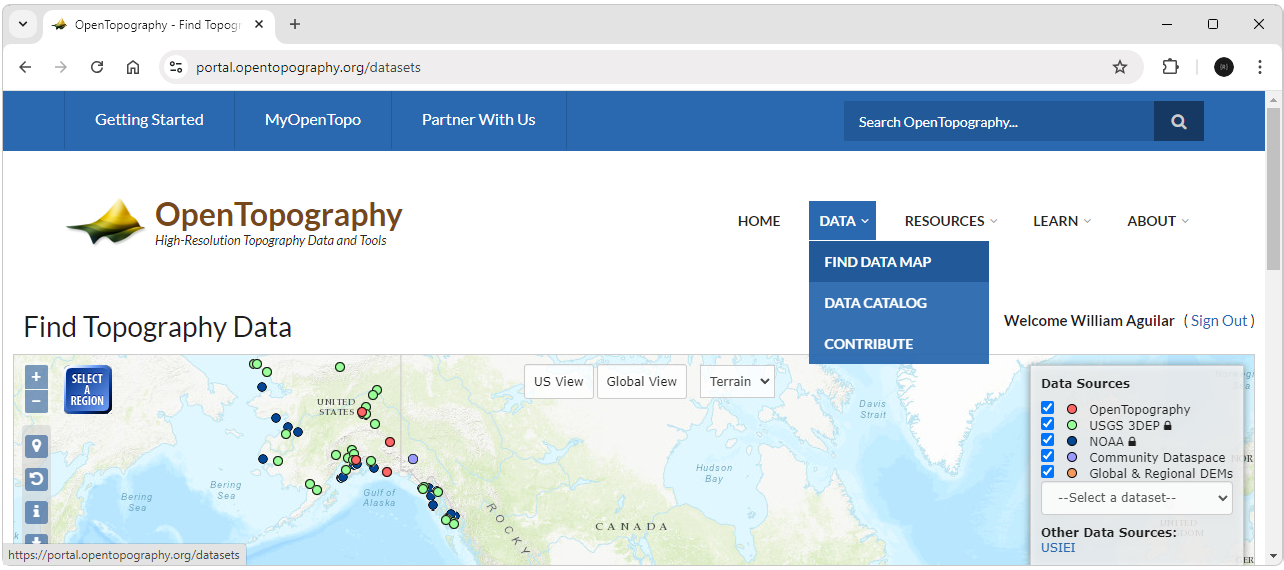 OpenTopography - Find Topogr
portal.opentopography.org/datasets
Getting Started MyOpenTopo Partner With Us Search OpenTopography...
OpenTopography
High-Resolution Topography Data and Tools
HOME DATA RESOURCES LEARN ABOUT
FIND DATA MAP
DATA CATALOG
CONTRIBUTE
Find Topography Data
Welcome William Aguilar ( Sign Out )
+
−
SELECT
A
REGION
US View Global View Terrain
UNITED
STATES
Davis
Strait
Hudson
Bay
Bering
Sea
Bering
Sea
Gulf of
Alaska
ROCKY
CANADA
Data Sources
OpenTopography
USGS 3DEP
NOAA
Community Dataspace
Global & Regional DEMs
--Select a dataset--
Other Data Sources:
USIEI
https://portal.opentopography.org/datasets